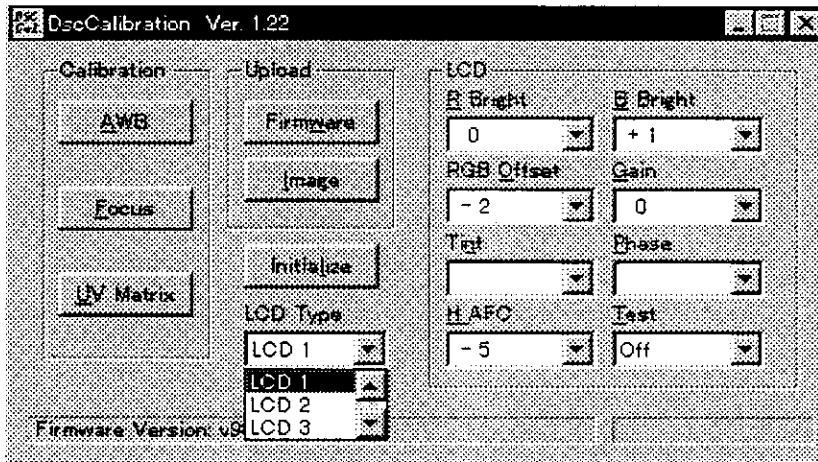 DscCalibration Ver. 1.22
Calibration
AWB
Focus
UV Matrix
Upload
Firmware
Image
Initialize
LCD Type
LCD 1
LCD 1
LCD 2
LCD 3
LCD
R Bright
0
B Bright
+ 1
RGB Offset
- 2
Gain
0
Tint
Phase
H AFC
- 5
Test
Off
Firmware Version: